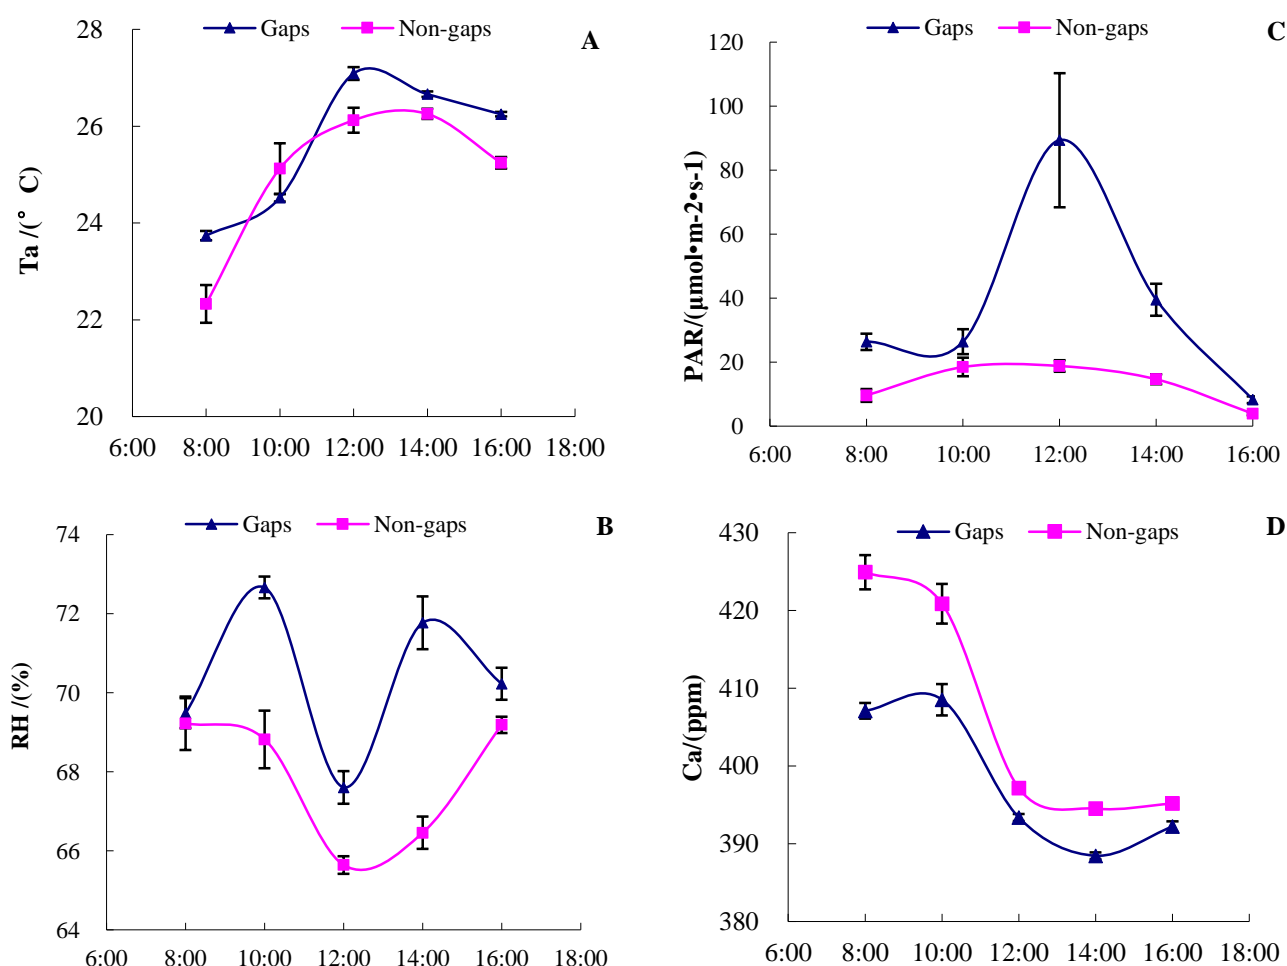 Gaps Non-gaps A
28
26
24
22
20
Ta /(° C)
6:00 8:00 10:00 12:00 14:00 16:00 18:00
Gaps Non-gaps C
120
100
80
60
40
20
0
PAR/(μmol•m-2•s-1)
6:00 8:00 10:00 12:00 14:00 16:00
Gaps Non-gaps B
74
72
70
68
66
64
RH /(%)
6:00 8:00 10:00 12:00 14:00 16:00 18:00
Gaps Non-gaps D
430
420
410
400
390
380
Ca/(ppm)
6:00 8:00 10:00 12:00 14:00 16:00 18:00